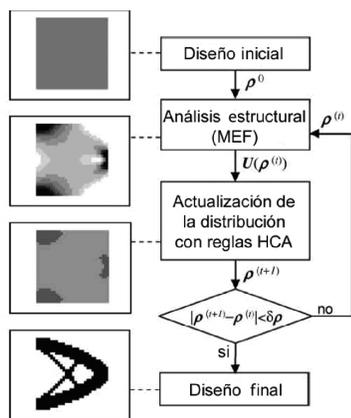 Diseño inicial
ρ⁰
Análisis estructural
(MEF)
ρ⁽ᵗ⁾
U(ρ⁽ᵗ⁾)
Actualización de
la distribución
con reglas HCA
ρ⁽ᵗ⁺¹⁾
|ρ⁽ᵗ⁺¹⁾−ρ⁽ᵗ⁾|<δρ
no
si
Diseño final